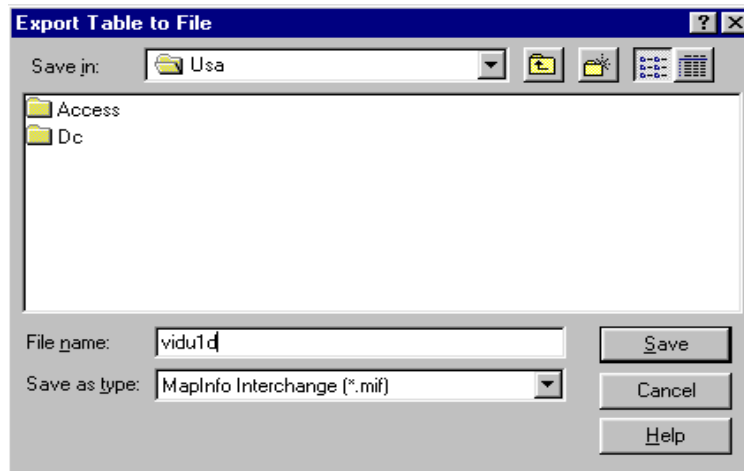 Export Table to File
Save in: Usa
Access
Dc
File name: vidu1d Save
Save as type: MapInfo Interchange (*.mif) Cancel
Help